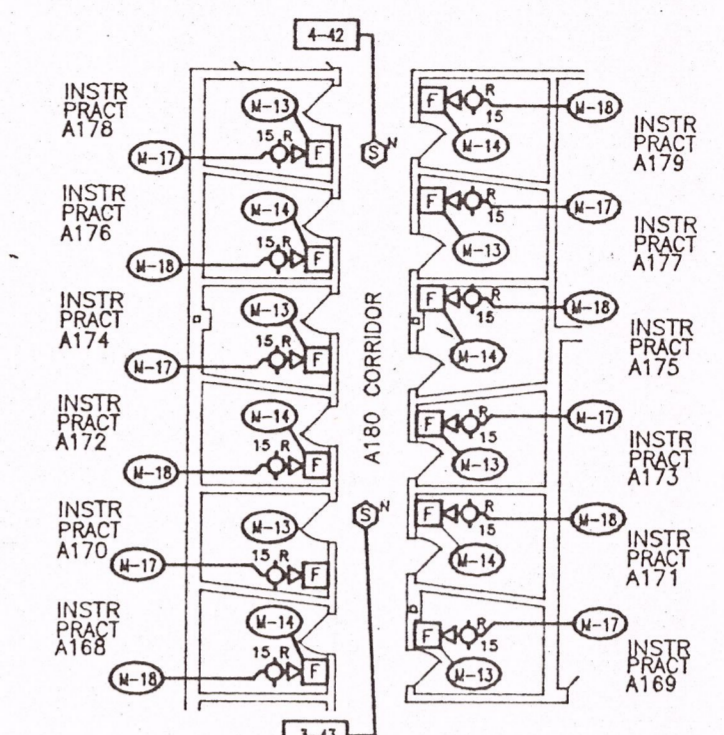 4-42
INSTR
PRACT
A178
M-13
15 R
F
M-17
N
S
F
R
15
M-18
M-14
INSTR
PRACT
A179
INSTR
PRACT
A176
M-14
15 R
F
M-18
F
R
15
M-17
M-13
INSTR
PRACT
A177
INSTR
PRACT
A174
M-13
15 R
F
M-17
A180 CORRIDOR
F
R
15
M-18
M-14
INSTR
PRACT
A175
INSTR
PRACT
A172
M-14
15 R
F
M-18
F
R
15
M-17
M-13
INSTR
PRACT
A173
INSTR
PRACT
A170
M-13
15 R
F
M-17
N
S
F
R
15
M-18
M-14
INSTR
PRACT
A171
INSTR
PRACT
A168
M-14
15 R
F
M-18
F
R
15
M-17
M-13
INSTR
PRACT
A169